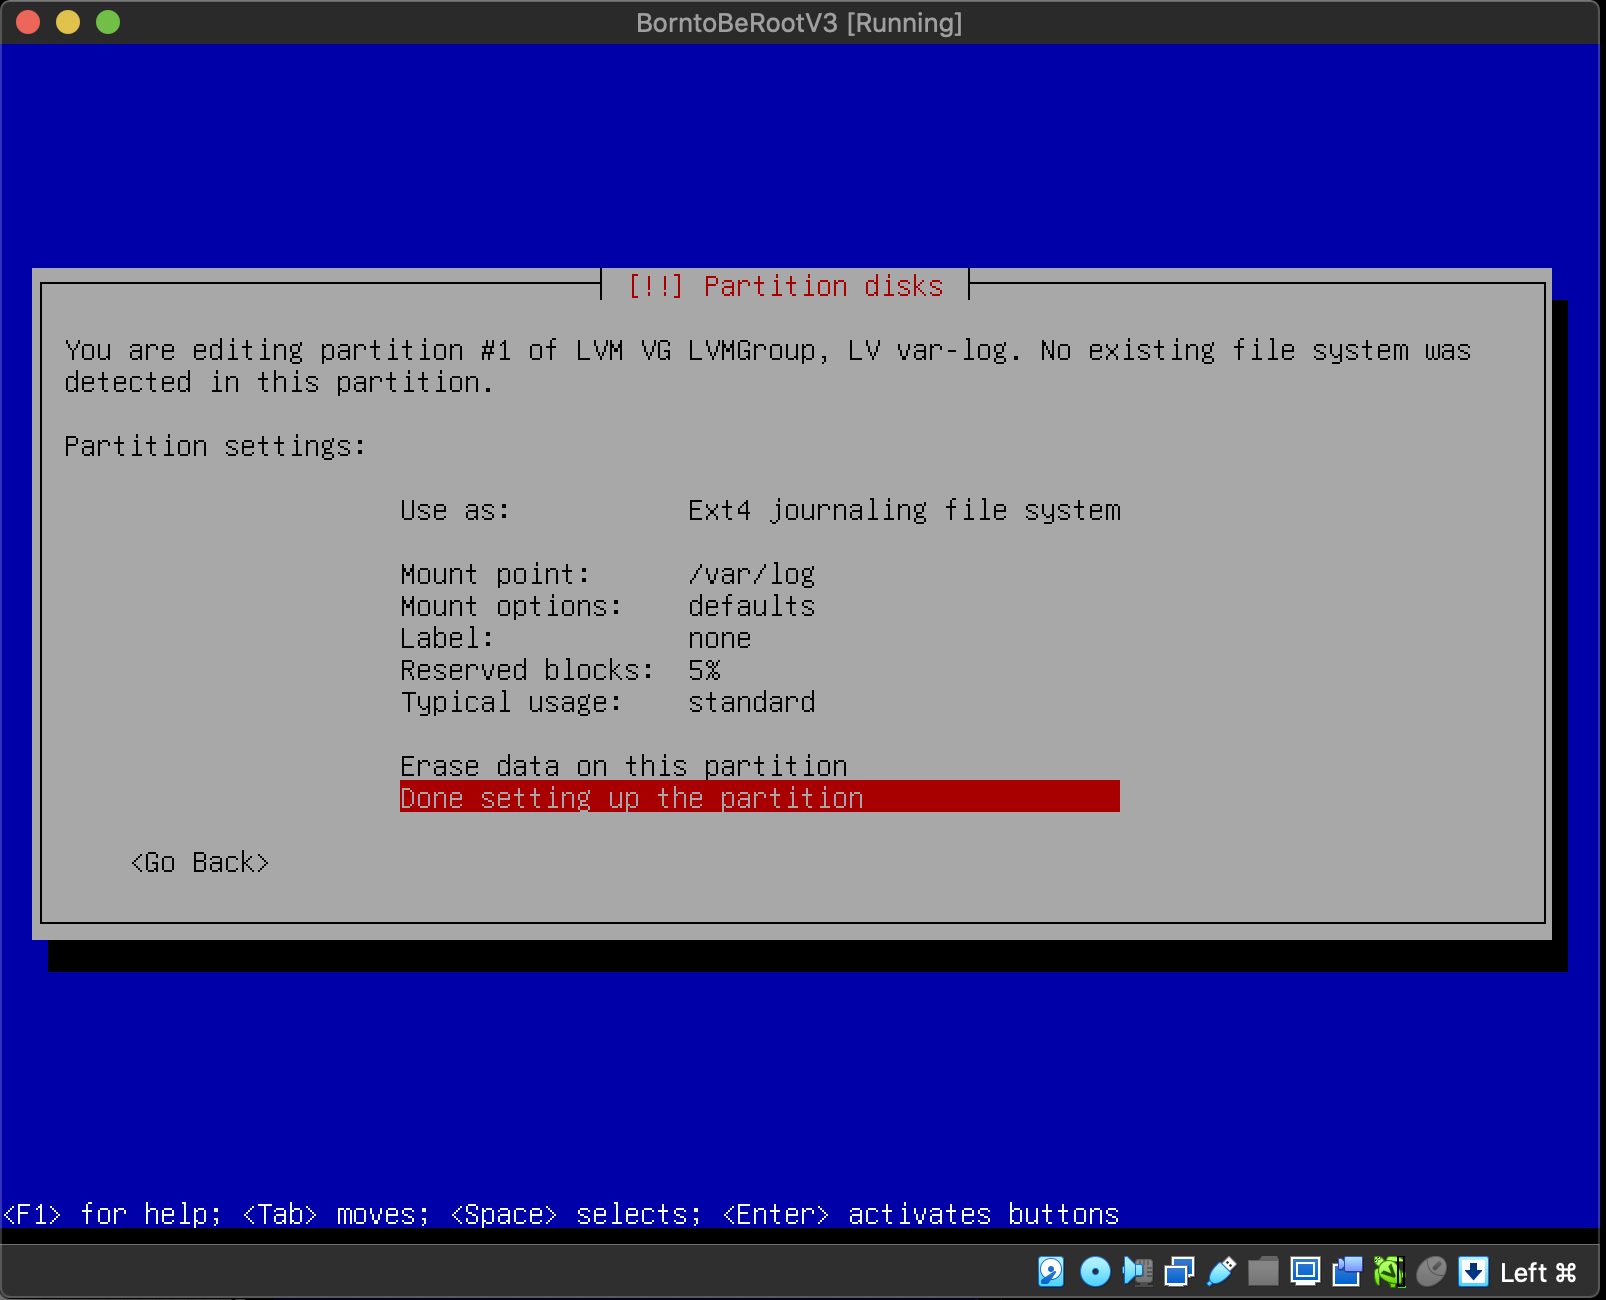 BorntoBeRootV3 [Running]
[!!] Partition disks
You are editing partition #1 of LVM VG LVMGroup, LV var-log. No existing file system was
detected in this partition.
Partition settings:
Use as: Ext4 journaling file system
Mount point: /var/log
Mount options: defaults
Label: none
Reserved blocks: 5%
Typical usage: standard
Erase data on this partition
Done setting up the partition
<Go Back>
<F1> for help; <Tab> moves; <Space> selects; <Enter> activates buttons
Left ⌘